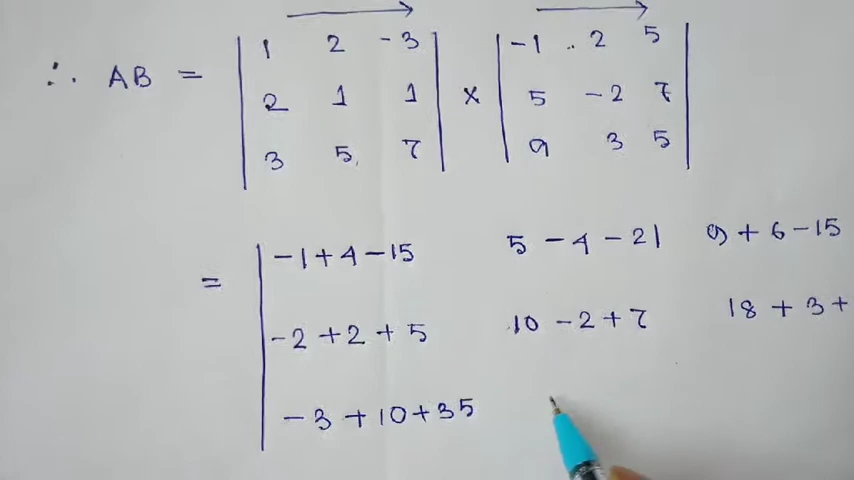 ∴ AB = | 1 2 -3 | × | -1 2 5 |
| 2 1 1 | | 5 -2 7 |
| 3 5 7 | | 9 3 5 |
= | -1+4-15 5-4-21 9+6-15
| -2+2+5 10-2+7 18+3+
| -3+10+35